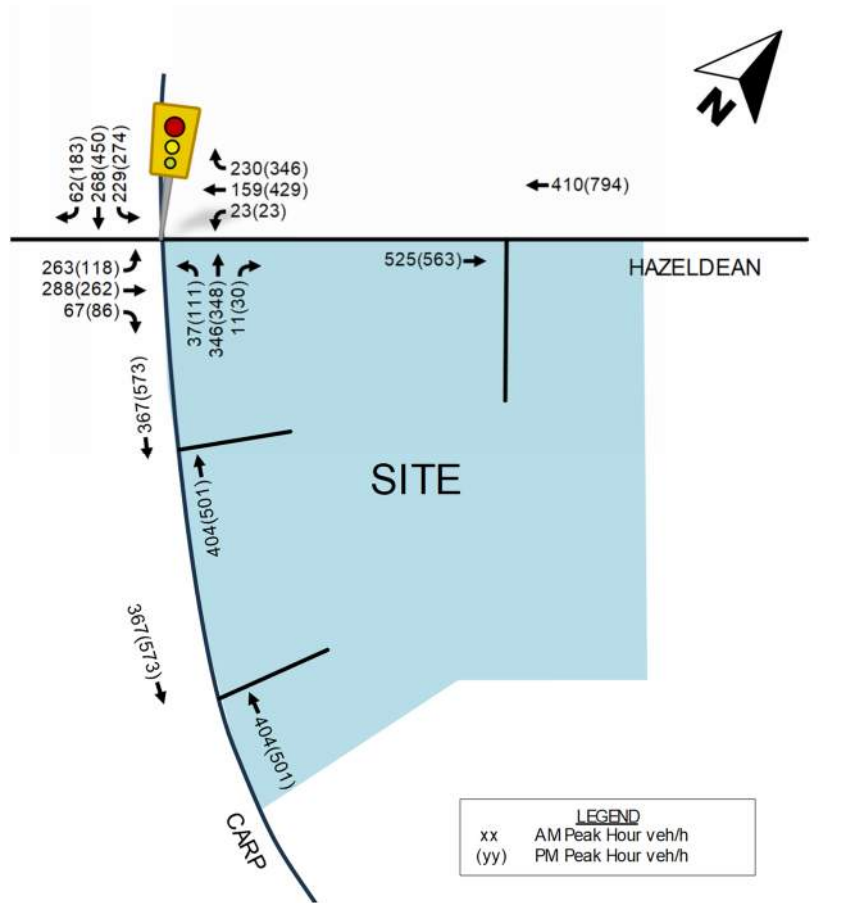 N
62(183)
268(450)
229(274)
230(346)
159(429)
23(23)
410(794)
263(118)
288(262)
67(86)
37(111)
346(348)
11(30)
525(563)
HAZELDEAN
367(573)
404(501)
SITE
367(573)
404(501)
CARP
LEGEND
xx AM Peak Hour veh/h
(yy) PM Peak Hour veh/h